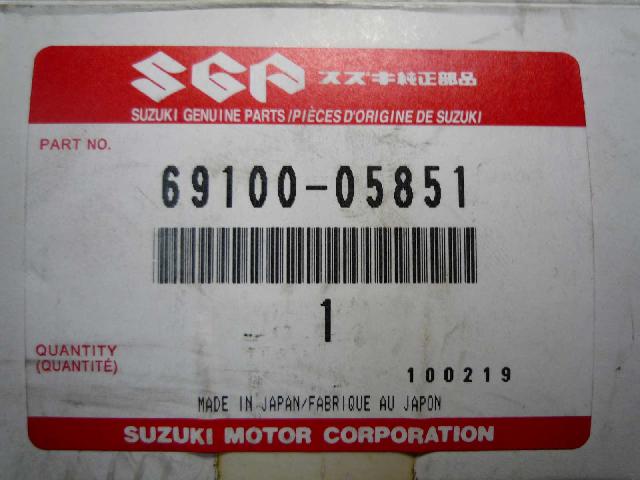 SGP スズキ純正部品
SUZUKI GENUINE PARTS/PIÈCES D'ORIGINE DE SUZUKI
PART NO.
69100-05851
1
QUANTITY
(QUANTITÉ)
100219
MADE IN JAPAN/FABRIQUE AU JAPON
SUZUKI MOTOR CORPORATION